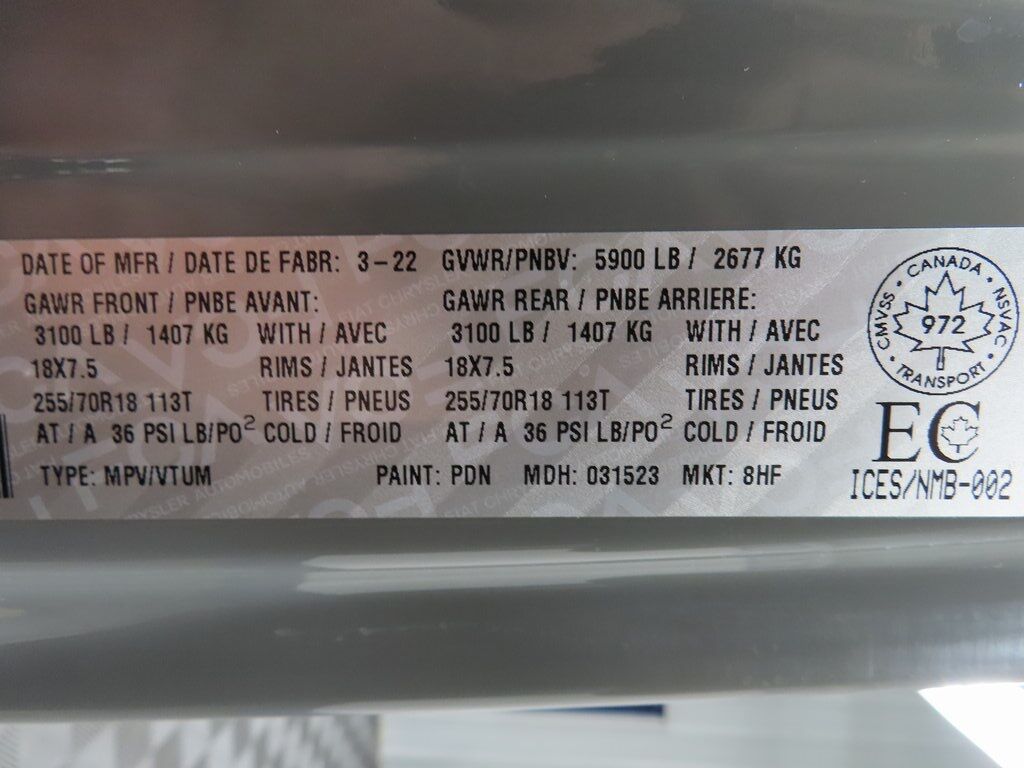 DATE OF MFR / DATE DE FABR: 3-22 GVWR/PNBV: 5900 LB / 2677 KG
GAWR FRONT / PNBE AVANT: GAWR REAR / PNBE ARRIERE:
3100 LB / 1407 KG WITH / AVEC 3100 LB / 1407 KG WITH / AVEC
18X7.5 RIMS / JANTES 18X7.5 RIMS / JANTES
255/70R18 113T TIRES / PNEUS 255/70R18 113T TIRES / PNEUS
AT / A 36 PSI LB/PO² COLD / FROID AT / A 36 PSI LB/PO² COLD / FROID
TYPE: MPV/VTUM PAINT: PDN MDH: 031523 MKT: 8HF
CMVSS · CANADA · NSVAC · TRANSPORT ·
972
EC
ICES/NMB-002